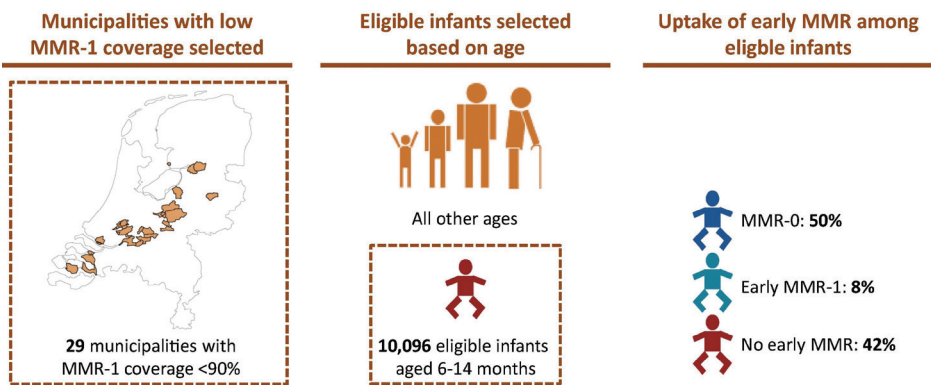 Municipalities with low
MMR-1 coverage selected
29 municipalities with
MMR-1 coverage <90%
Eligible infants selected
based on age
All other ages
10,096 eligible infants
aged 6-14 months
Uptake of early MMR among
eligble infants
MMR-0: 50%
Early MMR-1: 8%
No early MMR: 42%